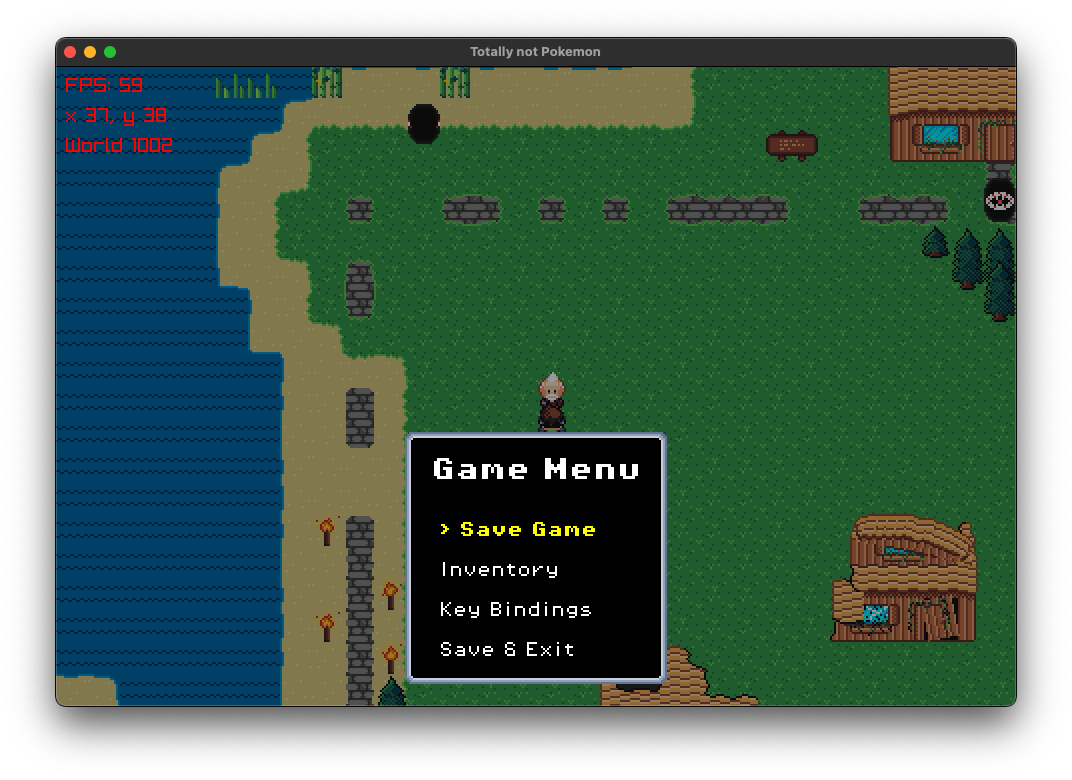 Totally not Pokemon
FPS: 59
x 37, y 38
World 1002
Game Menu
> Save Game
Inventory
Key Bindings
Save & Exit